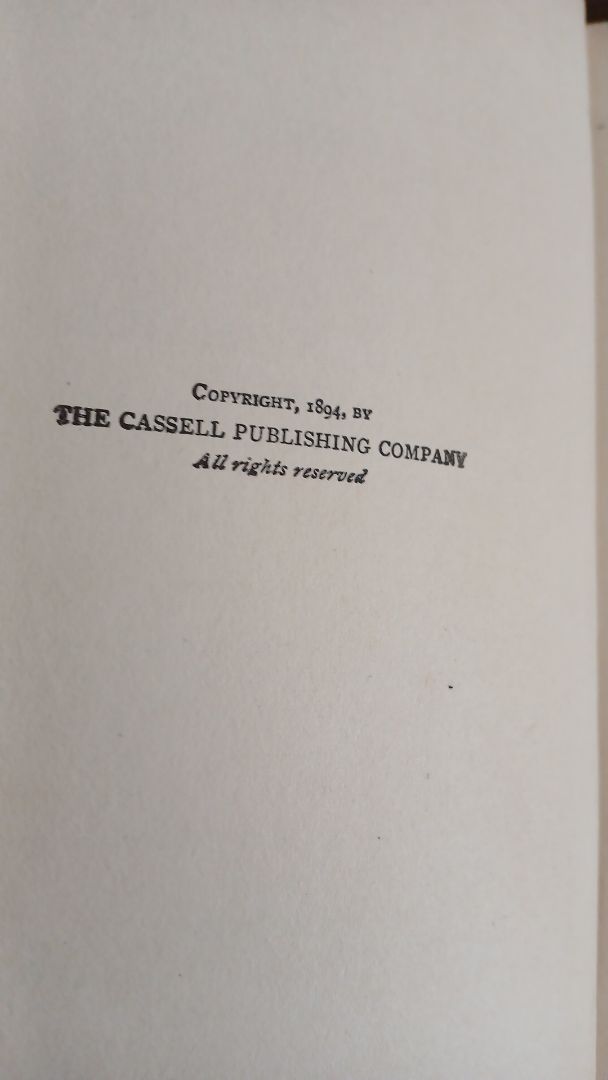 COPYRIGHT, 1894, BY
THE CASSELL PUBLISHING COMPANY
All rights reserved